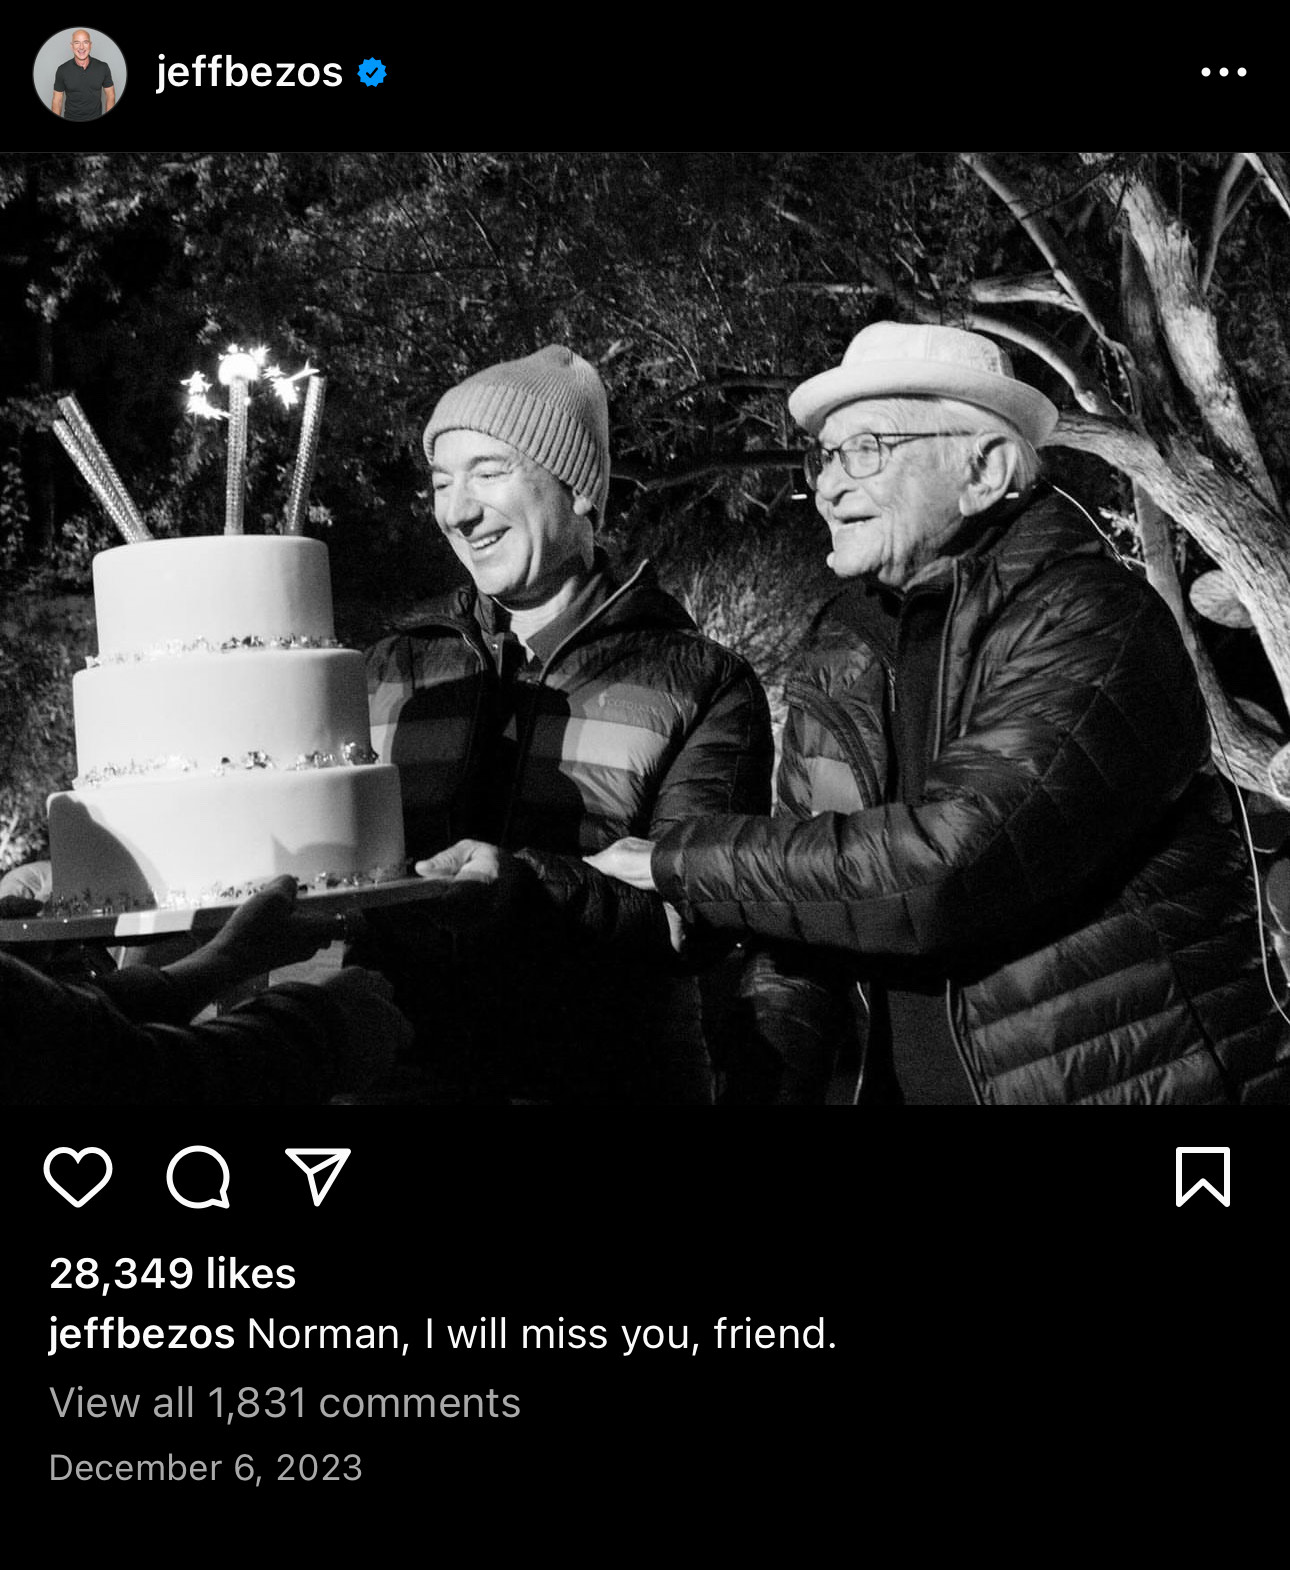 jeffbezos
28,349 likes
jeffbezos Norman, I will miss you, friend.
View all 1,831 comments
December 6, 2023